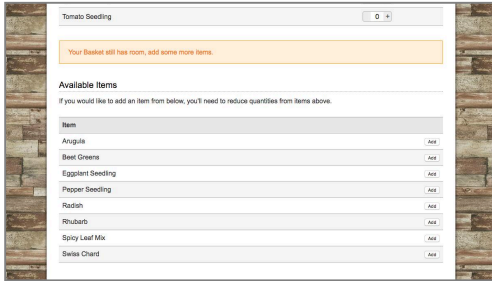 Tomato Seedling 0 +
Your Basket still has room, add some more items.
Available Items
If you would like to add an item from below, you'll need to reduce quantities from items above.
Item
Arugula Add
Beet Greens Add
Eggplant Seedling Add
Pepper Seedling Add
Radish Add
Rhubarb Add
Spicy Leaf Mix Add
Swiss Chard Add